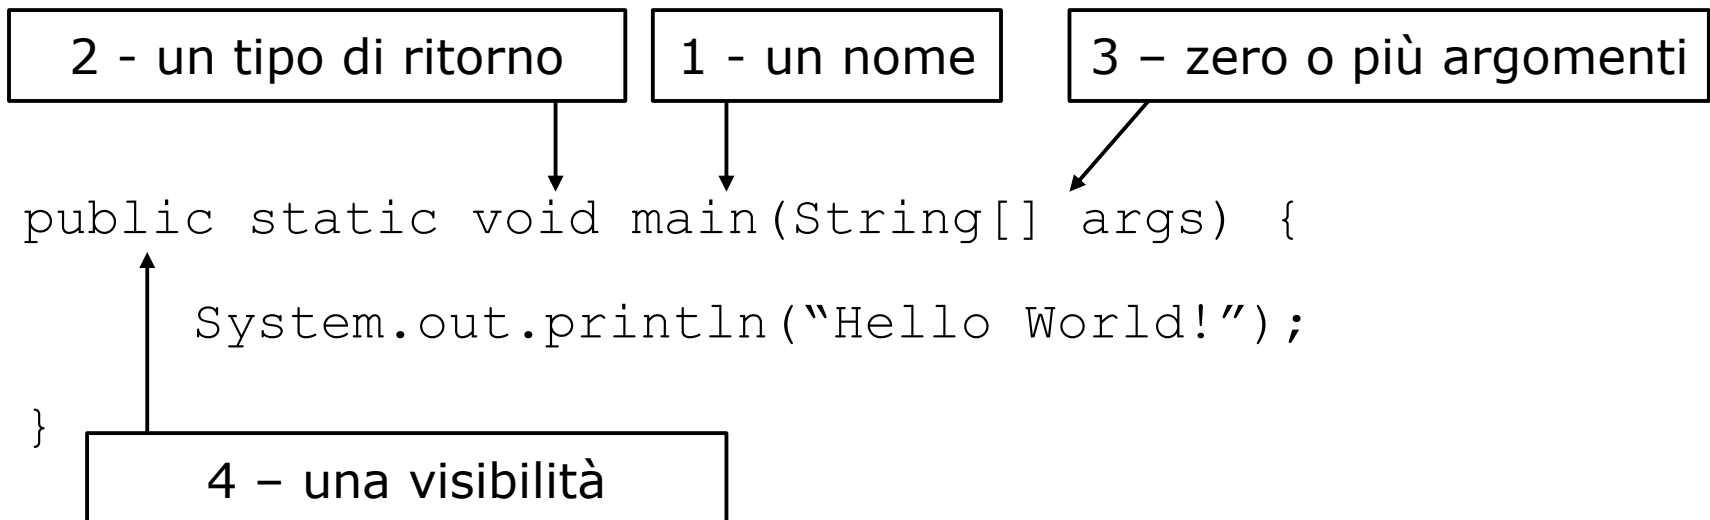 2 - un tipo di ritorno
1 - un nome
3 – zero o più argomenti
public static void main(String[] args) {
System.out.println(“Hello World!”);
}
4 – una visibilità